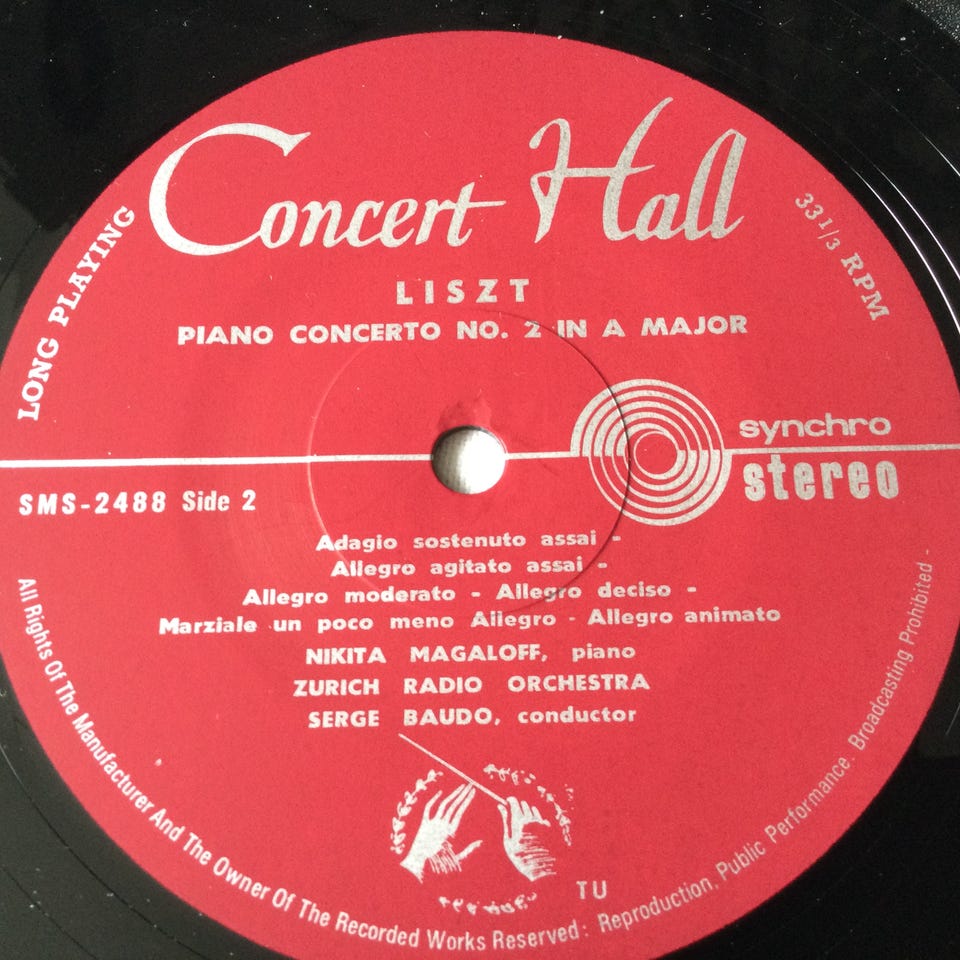 Concert Hall
LONG PLAYING
33 1/3 RPM
LISZT
PIANO CONCERTO NO. 2 IN A MAJOR
synchro
stereo
SMS-2488 Side 2
Adagio sostenuto assai -
Allegro agitato assai -
Allegro moderato - Allegro deciso -
Marziale un poco meno Allegro - Allegro animato
NIKITA MAGALOFF, piano
ZURICH RADIO ORCHESTRA
SERGE BAUDO, conductor
TU
All Rights Of The Manufacturer And The Owner Of The Recorded Works Reserved: Reproduction, Public Performance, Broadcasting Prohibited -